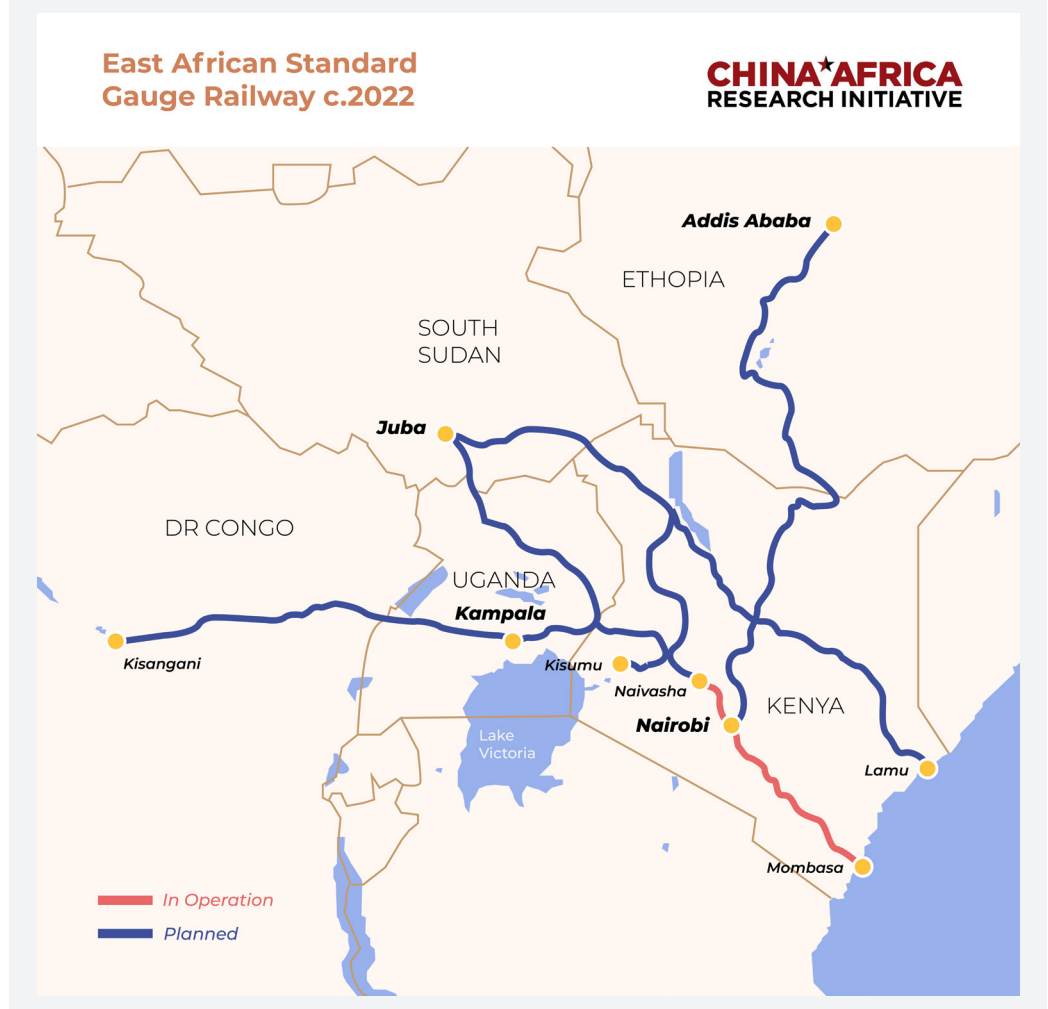 East African Standard
Gauge Railway c.2022
CHINA★AFRICA
RESEARCH INITIATIVE
Addis Ababa
ETHOPIA
SOUTH
SUDAN
Juba
DR CONGO
UGANDA
Kampala
Kisangani
Kisumu
Naivasha
Nairobi
KENYA
Lake
Victoria
Lamu
Mombasa
In Operation
Planned